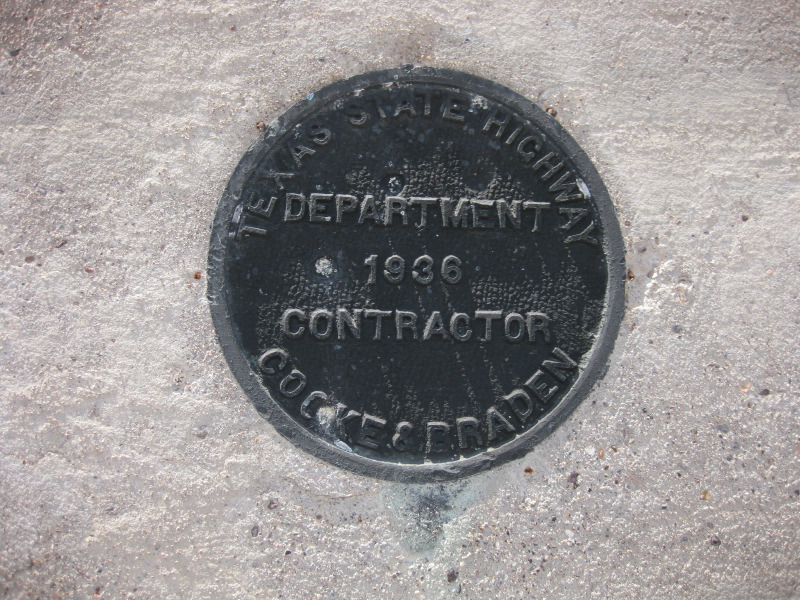 TEXAS STATE HIGHWAY
DEPARTMENT
1936
CONTRACTOR
COCKE & BRADEN